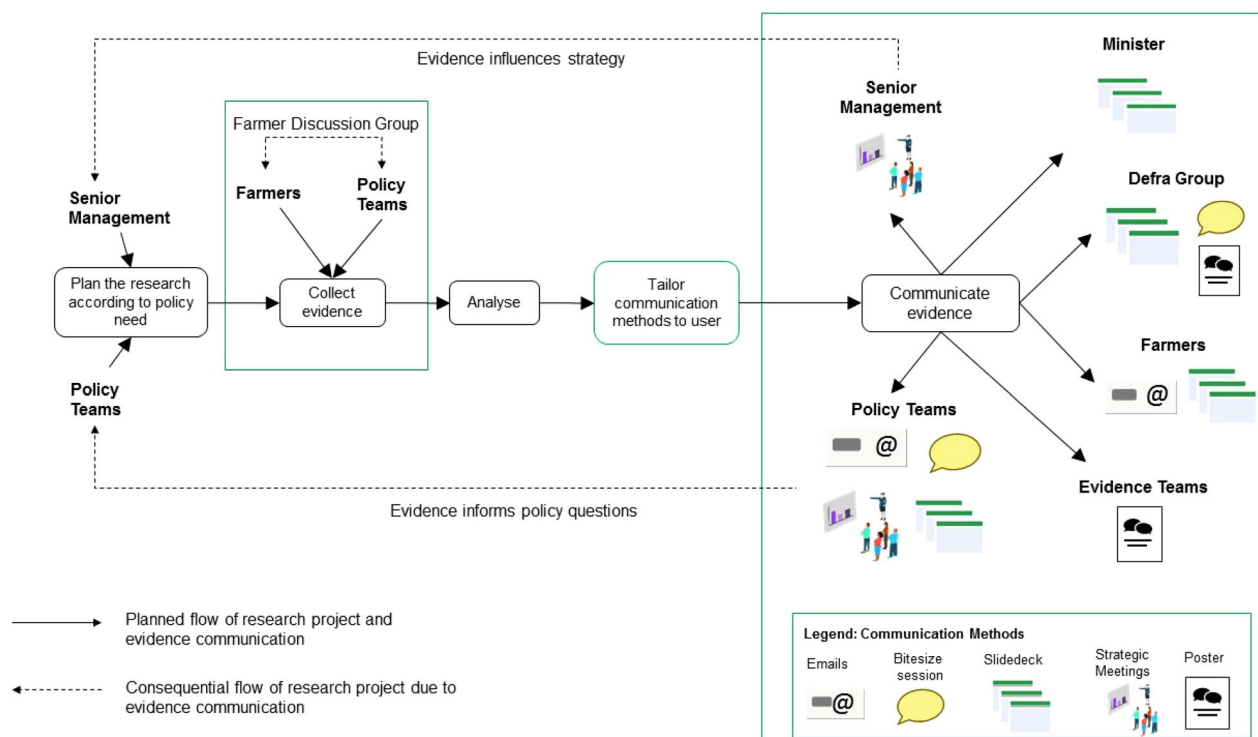 Evidence influences strategy
Farmer Discussion Group
Farmers
Policy
Teams
Senior
Management
Plan the research
according to policy
need
Policy
Teams
Collect
evidence
Analyse
Tailor
communication
methods to user
Communicate
evidence
Senior
Management
Minister
Defra Group
Farmers
@
Evidence Teams
Policy Teams
@
Evidence informs policy questions
Planned flow of research project and
evidence communication
Consequential flow of research project due to
evidence communication
Legend: Communication Methods
Emails
@
Bitesize
session
Slidedeck
Strategic
Meetings
Poster